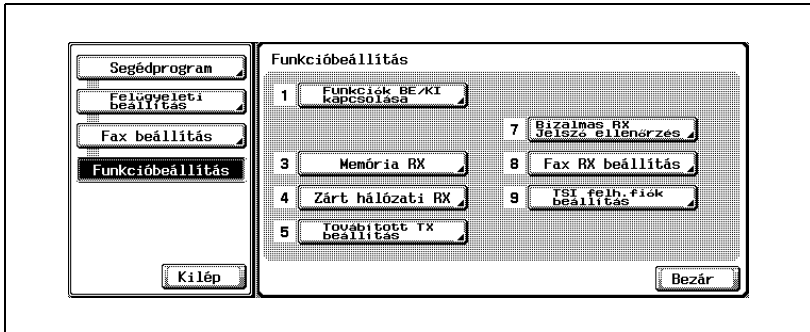 Segédprogram
Felügyeleti
beállítás
Fax beállítás
Funkcióbeállítás
Kilép
Funkcióbeállítás
1 Funkciók BE/KI
kapcsolása
7 Bizalmas RX
Jelszó ellenőrzés
3 Memória RX
8 Fax RX beállítás
4 Zárt hálózati RX
9 TSI felh.fiók
beállítás
5 Továbított TX
beállítás
Bezár